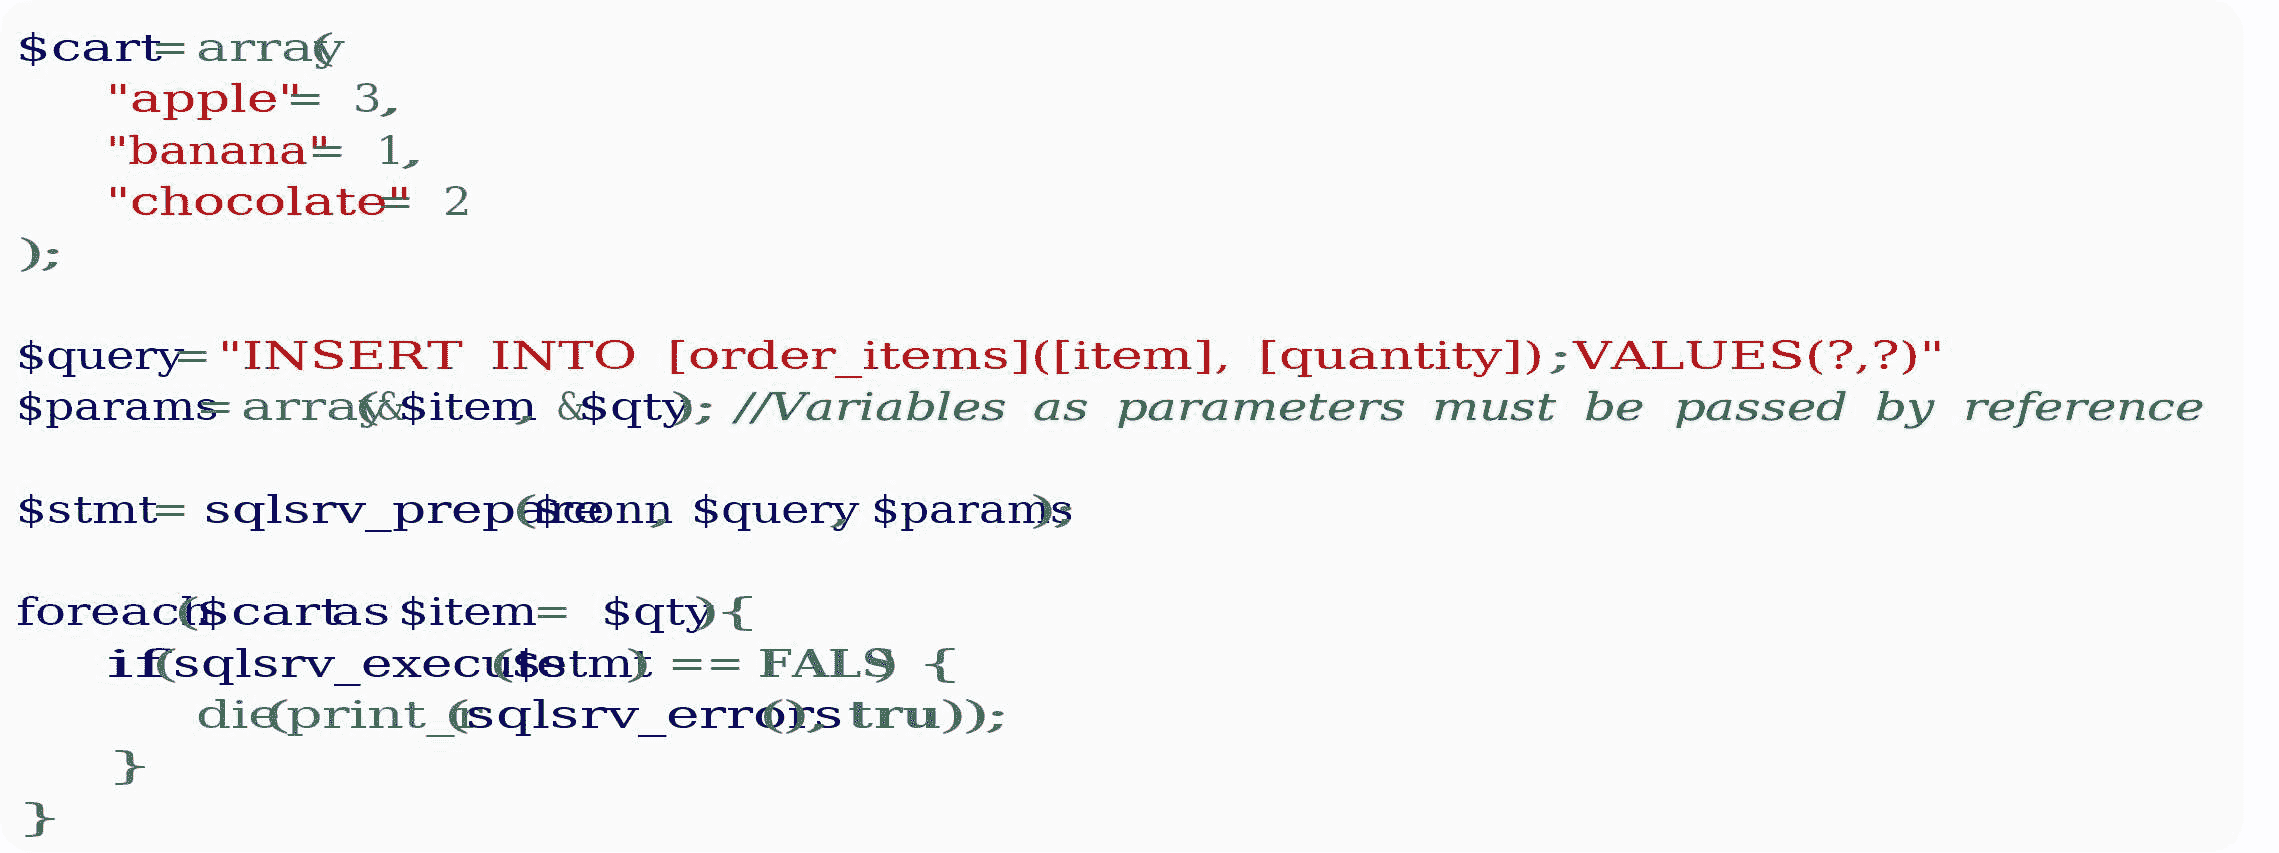 $cart = array(
    "apple" = 3,
    "banana" = 1,
    "chocolate" = 2
);
$query = "INSERT INTO [order_items]([item], [quantity]) ;VALUES(?,?)"
$params = array(&$item, &$qty); //Variables as parameters must be passed by reference
$stmt = sqlsrv_prepare($conn, $query, $params);
foreach($cart as $item = $qty){
    if(sqlsrv_execute($stmt) == FALS) {
        die(print_r(sqlsrv_errors(), tru));
    }
}